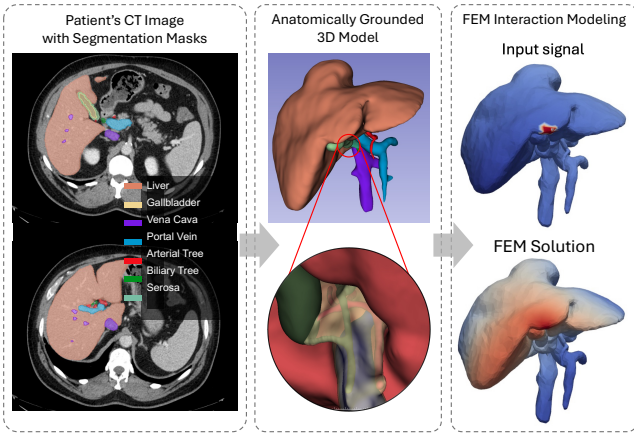 Patient's CT Image
with Segmentation Masks
Liver
Gallbladder
Vena Cava
Portal Vein
Arterial Tree
Biliary Tree
Serosa
Anatomically Grounded
3D Model
FEM Interaction Modeling
Input signal
FEM Solution